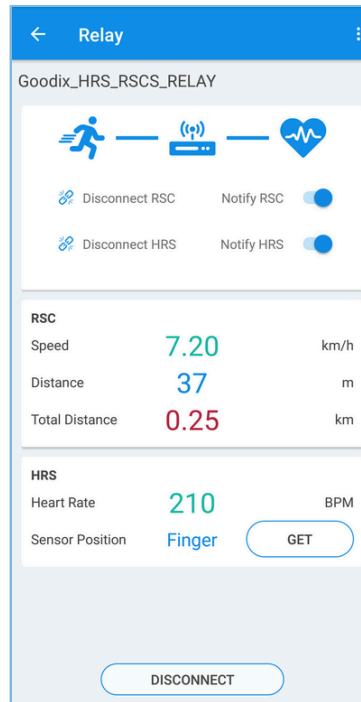 Relay
Goodix_HRS_RSCS_RELAY
Disconnect RSC Notify RSC
Disconnect HRS Notify HRS
RSC
Speed 7.20 km/h
Distance 37 m
Total Distance 0.25 km
HRS
Heart Rate 210 BPM
Sensor Position Finger GET
DISCONNECT